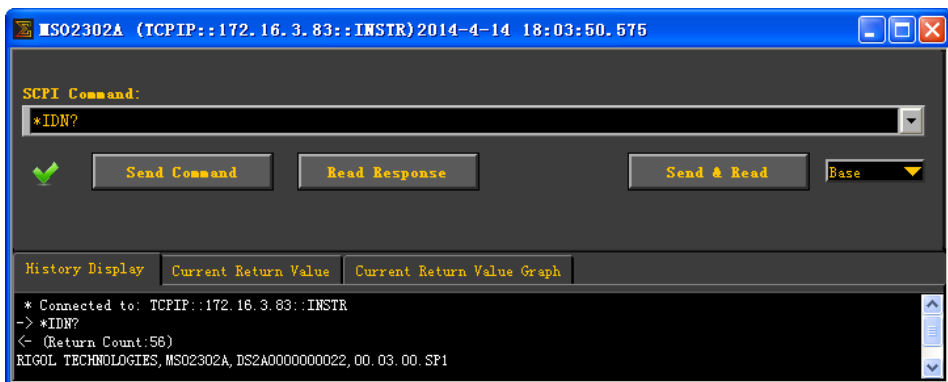 MSO2302A (TCPIP::172.16.3.83::INSTR)2014-4-14 18:03:50.575
SCPI Command:
*IDN?
Send Command
Read Response
Send & Read
Base
History Display
Current Return Value
Current Return Value Graph
* Connected to: TCPIP::172.16.3.83::INSTR
-> *IDN?
<- (Return Count:56)
RIGOL TECHNOLOGIES,MSO2302A,DS2A0000000022,00.03.00.SP1